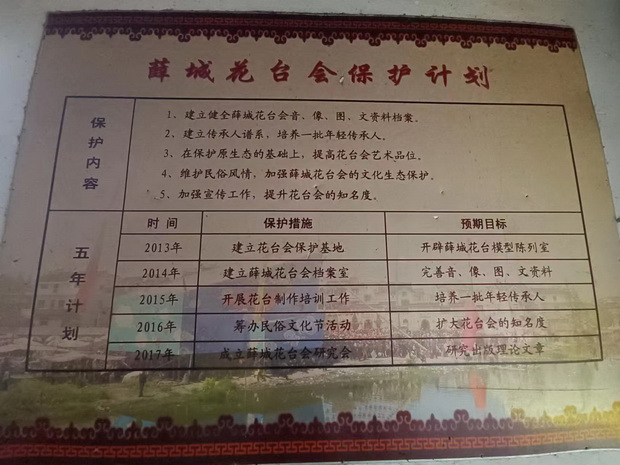 薛城花台会保护计划
保护内容
1、建立健全薛城花台会音、像、图、文资料档案。
2、建立传承人谱系，培养一批年轻传承人。
3、在保护原生态的基础上，提高花台会艺术品位。
4、维护民俗风情，加强薛城花台会的文化生态保护。
5、加强宣传工作，提升花台会的知名度。
五年计划
时 间 保护措施 预期目标
2013年 建立花台会保护基地 开辟薛城花台模型陈列室
2014年 建立薛城花台会档案室 完善音、像、图、文资料
2015年 开展花台制作培训工作 培养一批年轻传承人
2016年 筹办民俗文化节活动 扩大花台会的知名度
2017年 成立薛城花台会研究会 研究出版理论文章